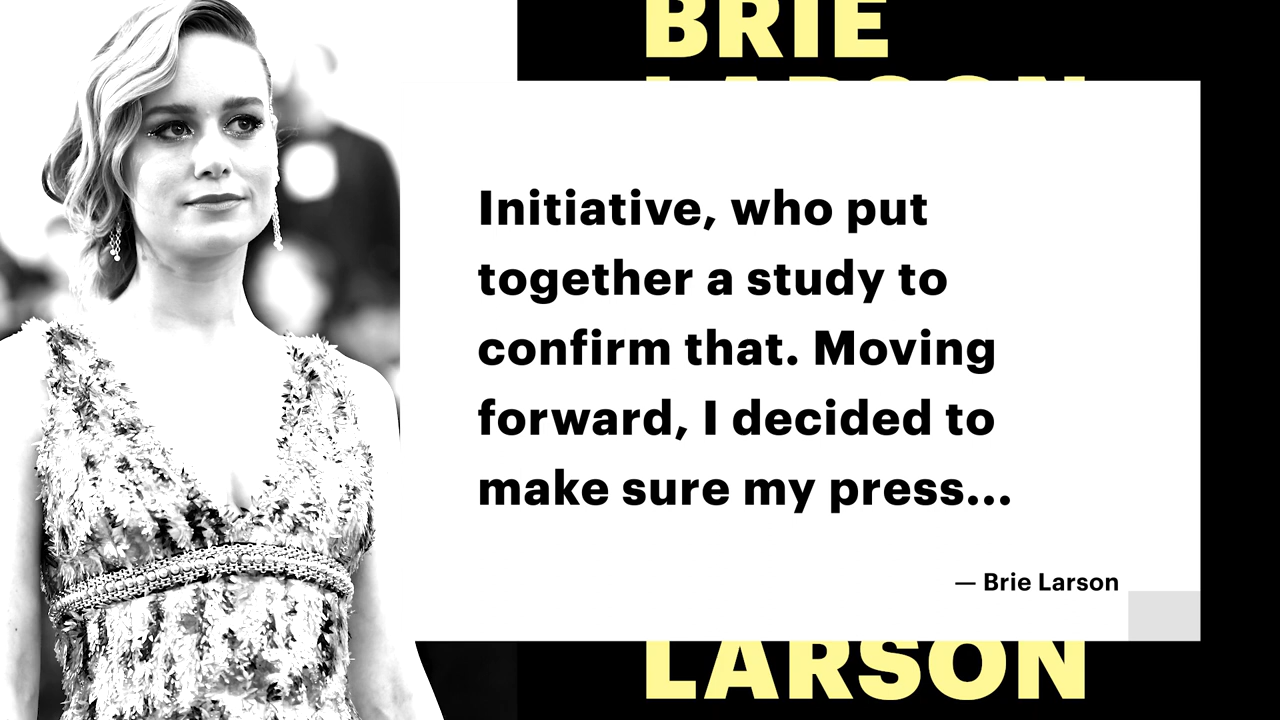 BRIE
LARSON
Initiative, who put
together a study to
confirm that. Moving
forward, I decided to
make sure my press...
— Brie Larson
LARSON